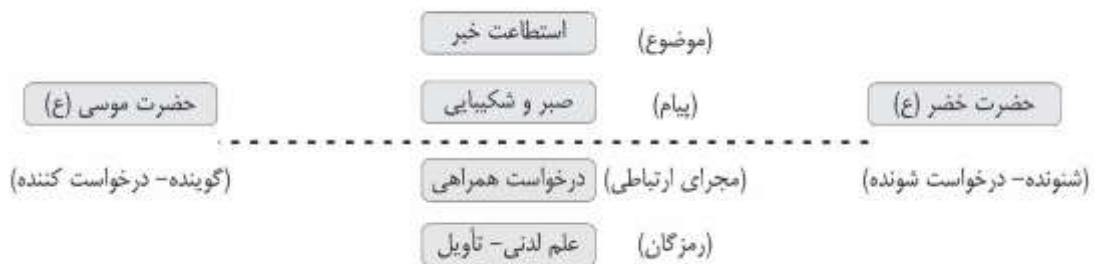 استطاعت خبر (موضوع)
حضرت خضر (ع) (پیام) صبر و شکیبایی حضرت موسی (ع)
(شنونده- درخواست شونده) (مجرای ارتباطی) درخواست همراهی (گوینده- درخواست کننده)
(رمزگان) علم لدنی- تأویل